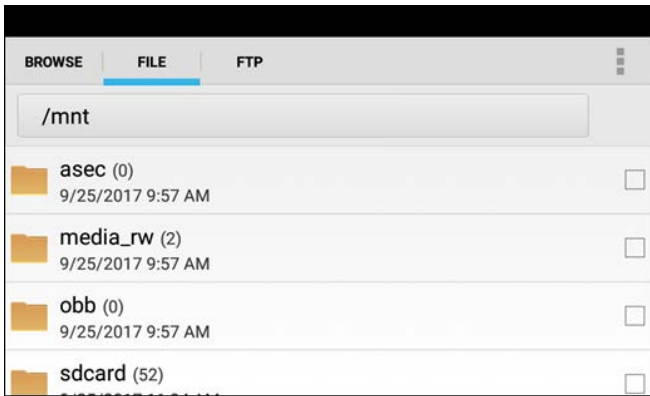 BROWSE FILE FTP
/mnt
asec (0)
9/25/2017 9:57 AM
media_rw (2)
9/25/2017 9:57 AM
obb (0)
9/25/2017 9:57 AM
sdcard (52)